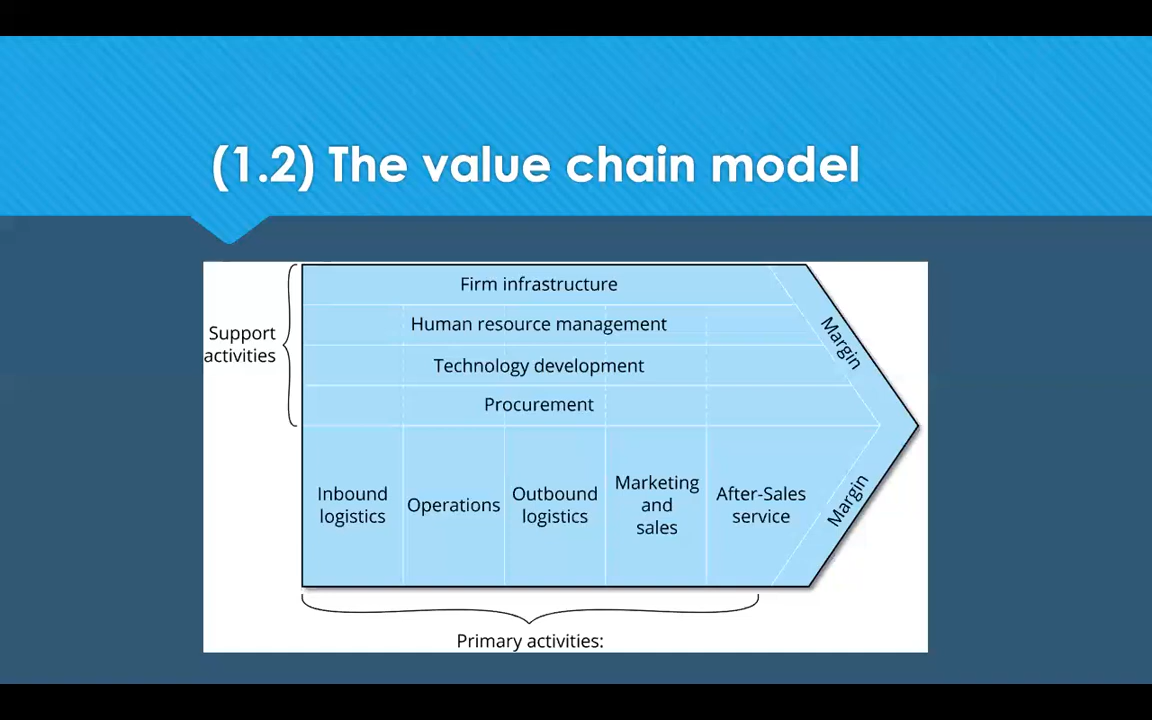 (1.2) The value chain model
Firm infrastructure
Human resource management
Technology development
Procurement
Support
activities
Margin
Margin
Inbound
logistics
Operations
Outbound
logistics
Marketing
and
sales
After-Sales
service
Primary activities: